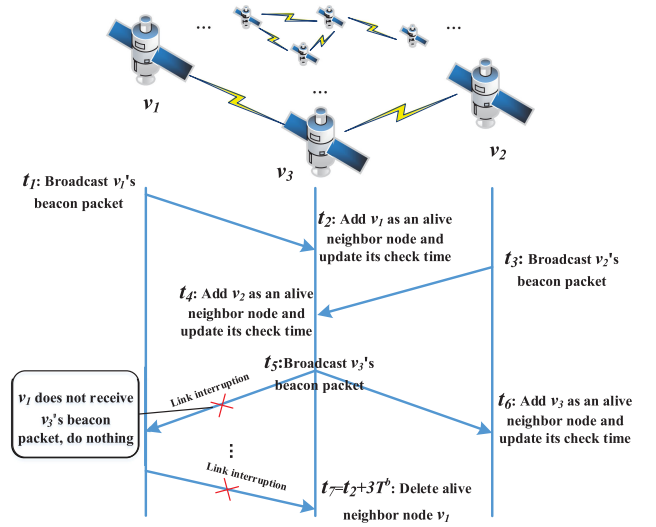 ...
...
...
v₁
v₂
v₃
t₁: Broadcast v₁'s
beacon packet
t₂: Add v₁ as an alive
neighbor node and
update its check time
t₃: Broadcast v₂'s
beacon packet
t₄: Add v₂ as an alive
neighbor node and
update its check time
t₅:Broadcast v₃'s
beacon packet
Link interruption
v₁ does not receive
v₃'s beacon
packet, do nothing
t₆: Add v₃ as an alive
neighbor node and
update its check time
...
Link interruption
t₇=t₂+3Tᵇ: Delete alive
neighbor node v₁